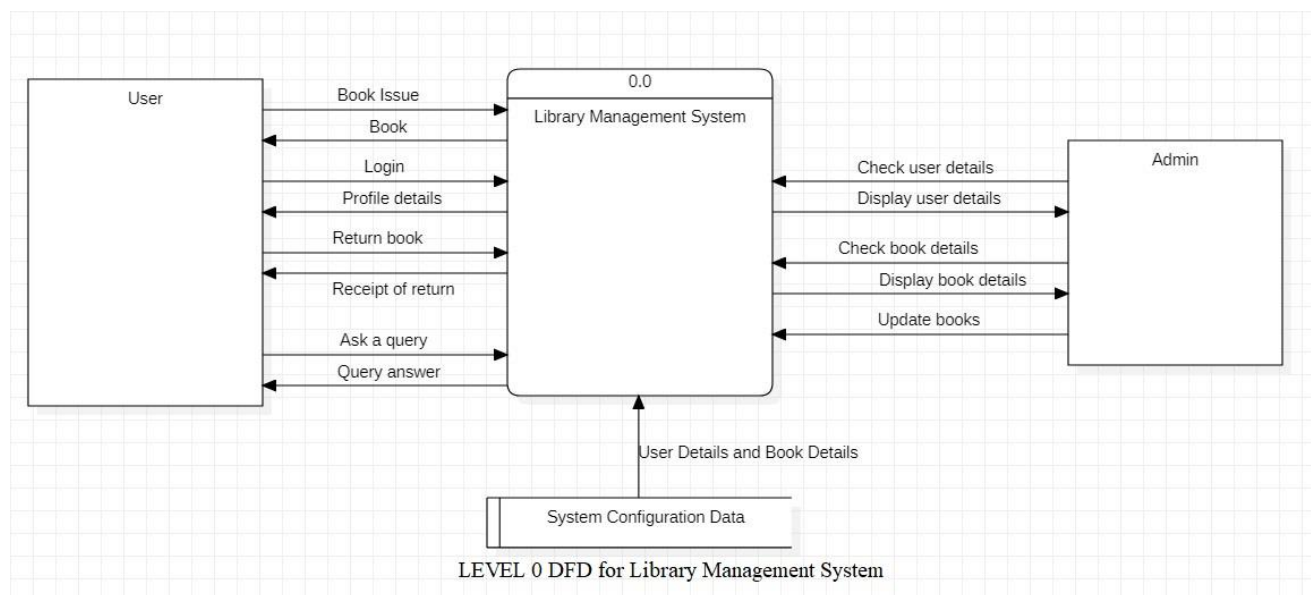 User
Book Issue
Book
Login
Profile details
Return book
Receipt of return
Ask a query
Query answer
0.0
Library Management System
Admin
Check user details
Display user details
Check book details
Display book details
Update books
User Details and Book Details
System Configuration Data
LEVEL 0 DFD for Library Management System